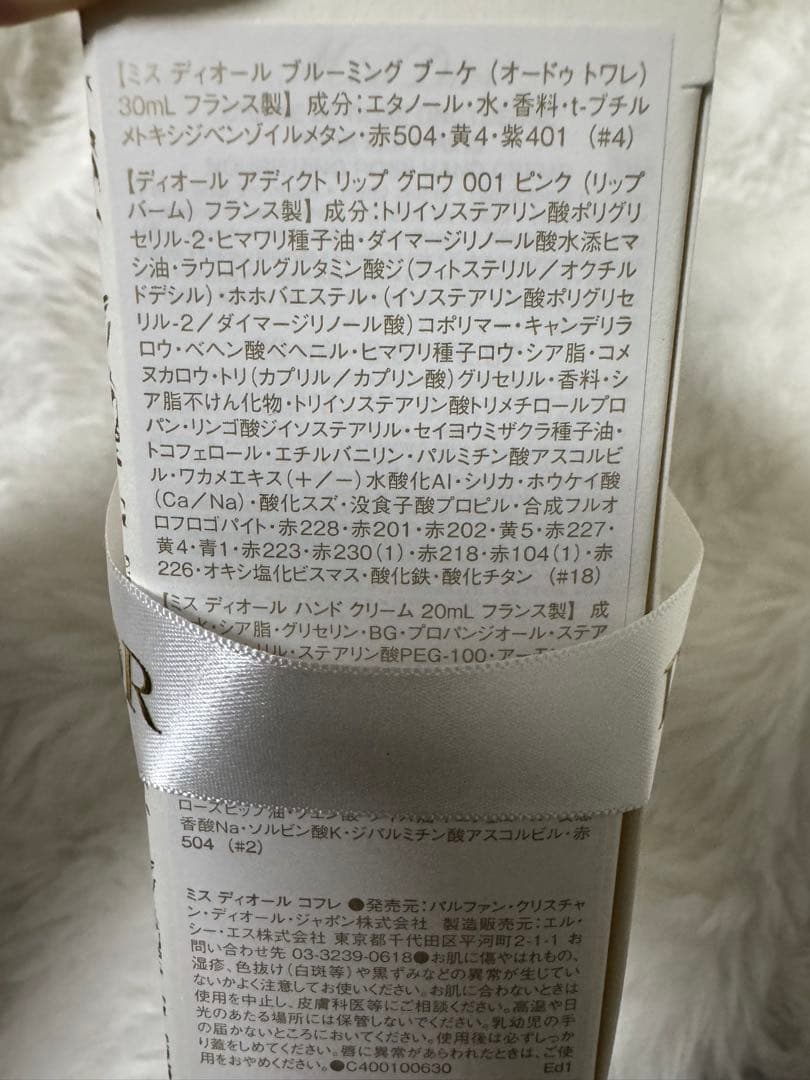 【ミス ディオール ブルーミング ブーケ (オードゥ トワレ)
30mL フランス製】 成分:エタノール・水・香料・t-ブチル
メトキシジベンゾイルメタン・赤504・黄4・紫401 (#4)
【ディオール アディクト リップ グロウ 001 ピンク (リップ
バーム) フランス製】 成分:トリイソステアリン酸ポリグリ
セリル-2・ヒマワリ種子油・ダイマージリノール酸水添ヒマ
シ油・ラウロイルグルタミン酸ジ(フィトステリル/オクチル
ドデシル)・ホホバエステル・(イソステアリン酸ポリグリセ
リル-2/ダイマージリノール酸)コポリマー・キャンデリラ
ロウ・ベヘン酸ベヘニル・ヒマワリ種子ロウ・シア脂・コメ
ヌカロウ・トリ(カプリル/カプリン酸)グリセリル・香料・シ
ア脂不けん化物・トリイソステアリン酸トリメチロールプロ
パン・リンゴ酸ジイソステアリル・セイヨウミザクラ種子油・
トコフェロール・エチルバニリン・パルミチン酸アスコルビ
ル・ワカメエキス(+/−)水酸化Al・シリカ・ホウケイ酸
(Ca/Na)・酸化スズ・没食子酸プロピル・合成フルオ
ロフロゴパイト・赤228・赤201・赤202・黄5・赤227・
黄4・青1・赤223・赤230(1)・赤218・赤104(1)・赤
226・オキシ塩化ビスマス・酸化鉄・酸化チタン (#18)
【ミス ディオール ハンド クリーム 20mL フランス製】 成
水・シア脂・グリセリン・BG・プロパンジオール・ステア
リル・ステアリン酸PEG-100・アー
R
ローズヒップ油・
香酸Na・ソルビン酸K・ジパルミチン酸アスコルビル・赤
504 (#2)
ミス ディオール コフレ ●発売元:パルファン・クリスチャ
ン・ディオール・ジャポン株式会社 製造販売元:エル・
シー・エス株式会社 東京都千代田区平河町2-1-1 お
問い合わせ先 03-3239-0618●お肌に傷やはれもの、
湿疹、色抜け(白斑等)や黒ずみなどの異常が生じてい
ないかよく注意してお使いください。お肌に合わないときは
使用を中止し、皮膚科医等にご相談ください。高温や日
光のあたる場所には保管しないでください。乳幼児の手
の届かないところにおいてください。使用後は必ずしっか
り蓋をしめてください。唇に異常があらわれたときは、ご使
用をおやめください。●C400100630 Ed1